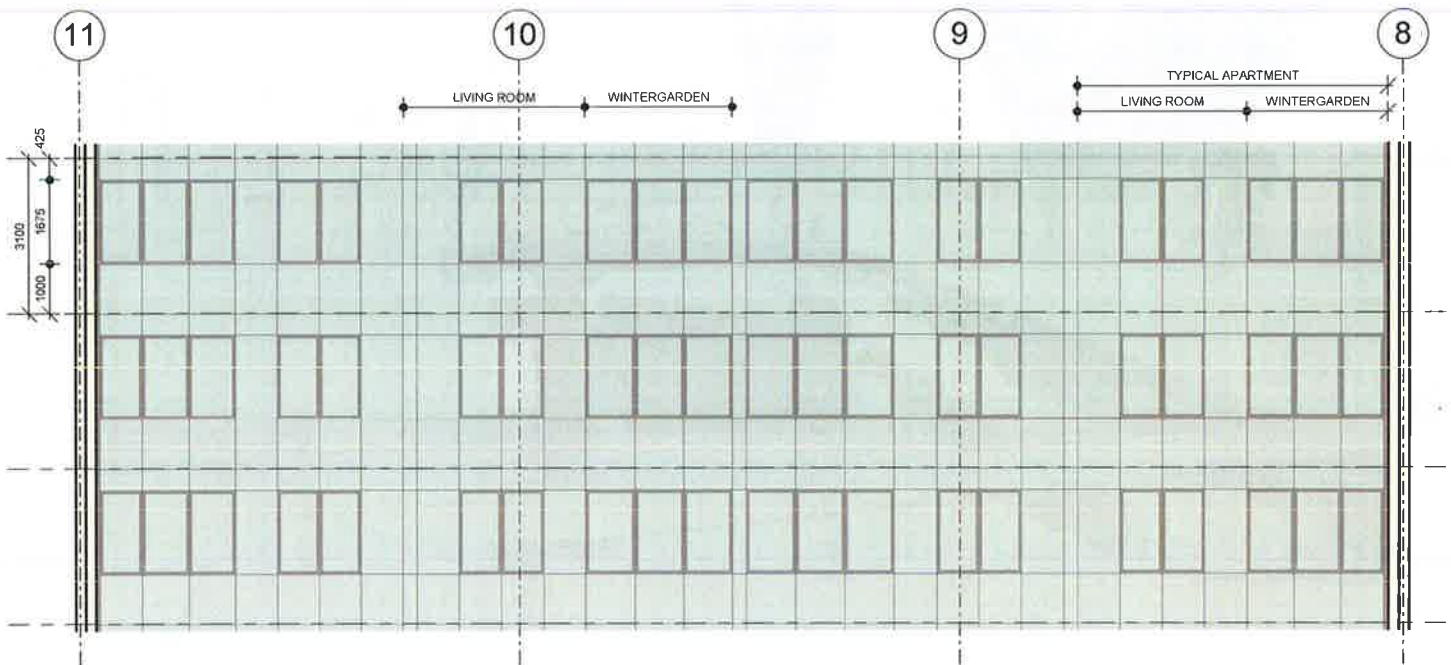 11
10
9
8
TYPICAL APARTMENT
LIVING ROOM WINTERGARDEN
LIVING ROOM WINTERGARDEN
425
1675
3100
1000